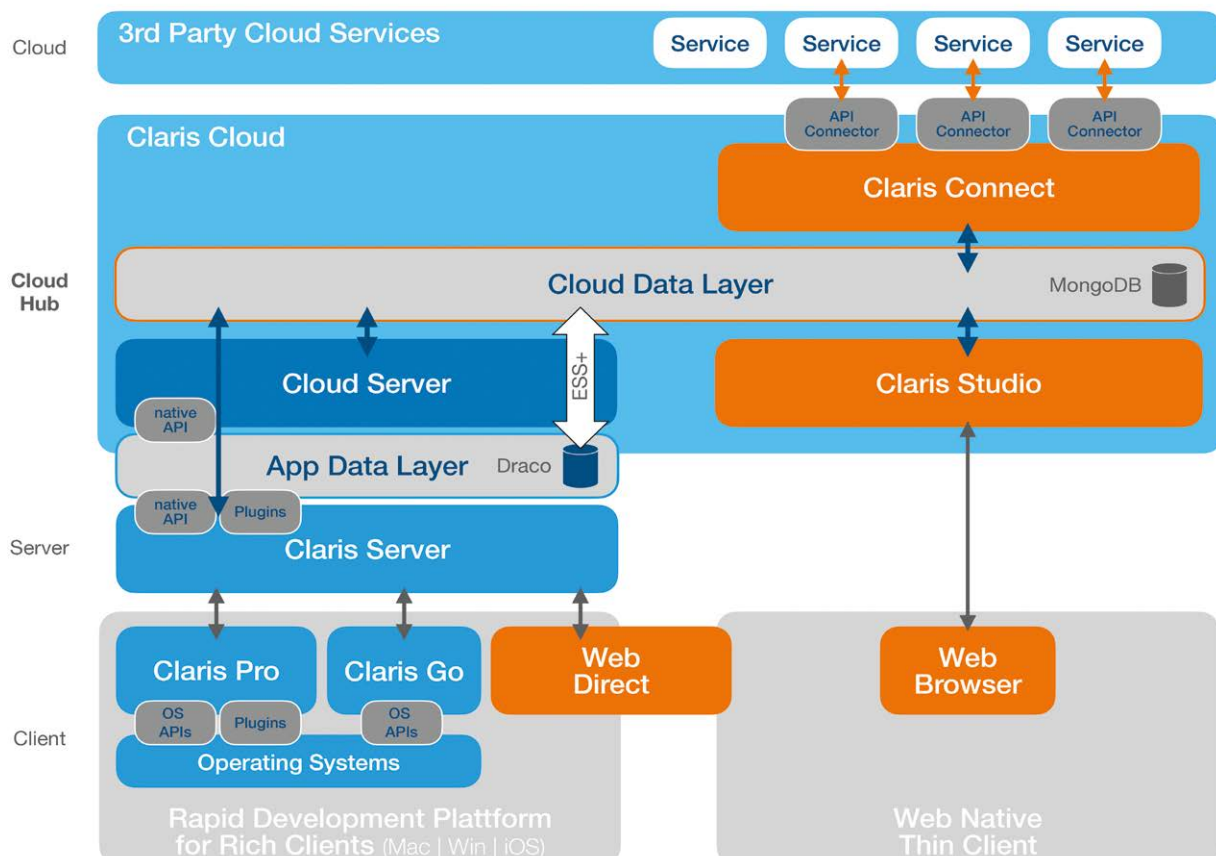 Cloud
3rd Party Cloud Services
Service
Service
Service
Service
API
Connector
API
Connector
API
Connector
Claris Cloud
Claris Connect
Cloud
Hub
Cloud Data Layer
MongoDB
ESS+
Cloud Server
Claris Studio
native
API
App Data Layer
Draco
native
API
Plugins
Server
Claris Server
Claris Pro
Claris Go
Web
Direct
Web
Browser
OS
APIs
Plugins
OS
APIs
Client
Operating Systems
Rapid Development Plattform
for Rich Clients (Mac | Win | iOS)
Web Native
Thin Client